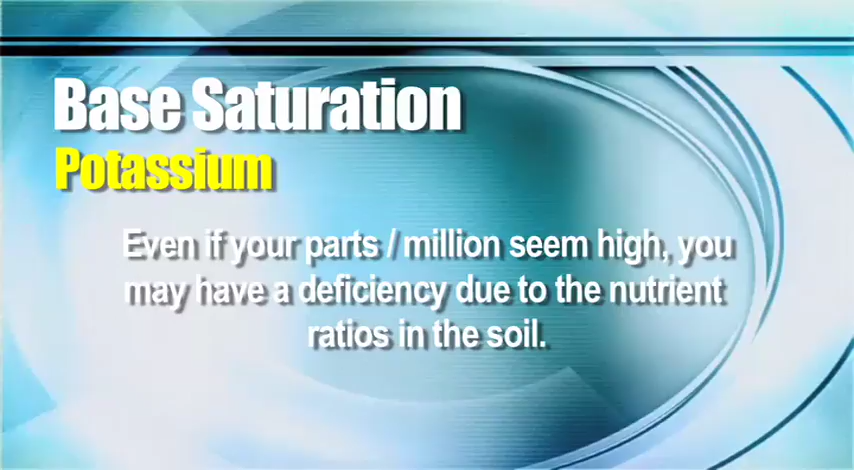 Base Saturation
Potassium
Even if your parts / million seem high, you
may have a deficiency due to the nutrient
ratios in the soil.